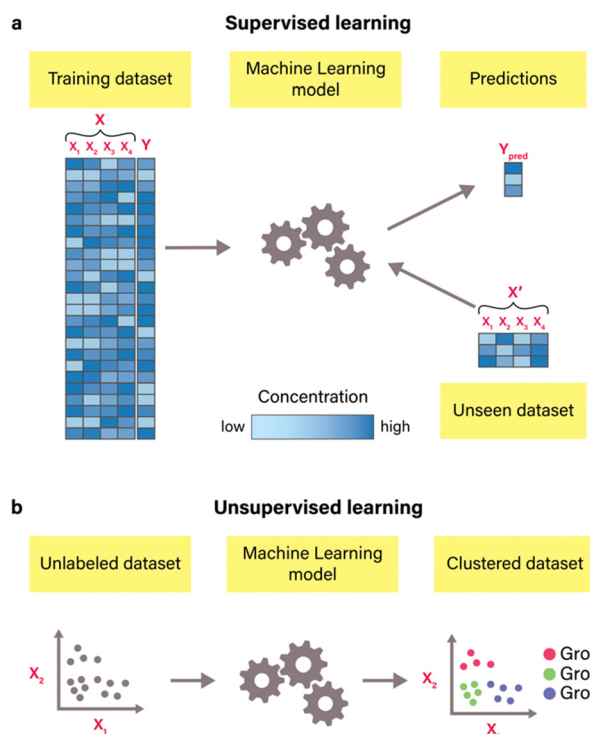 a
Supervised learning
Training dataset
Machine Learning
model
Predictions
X
X₁ X₂ X₃ X₄ Y
Y pred
X′
X₁ X₂ X₃ X₄
Concentration
low high
Unseen dataset
b
Unsupervised learning
Unlabeled dataset
Machine Learning
model
Clustered dataset
X₂
X₁
X₂
Gro
Gro
Gro